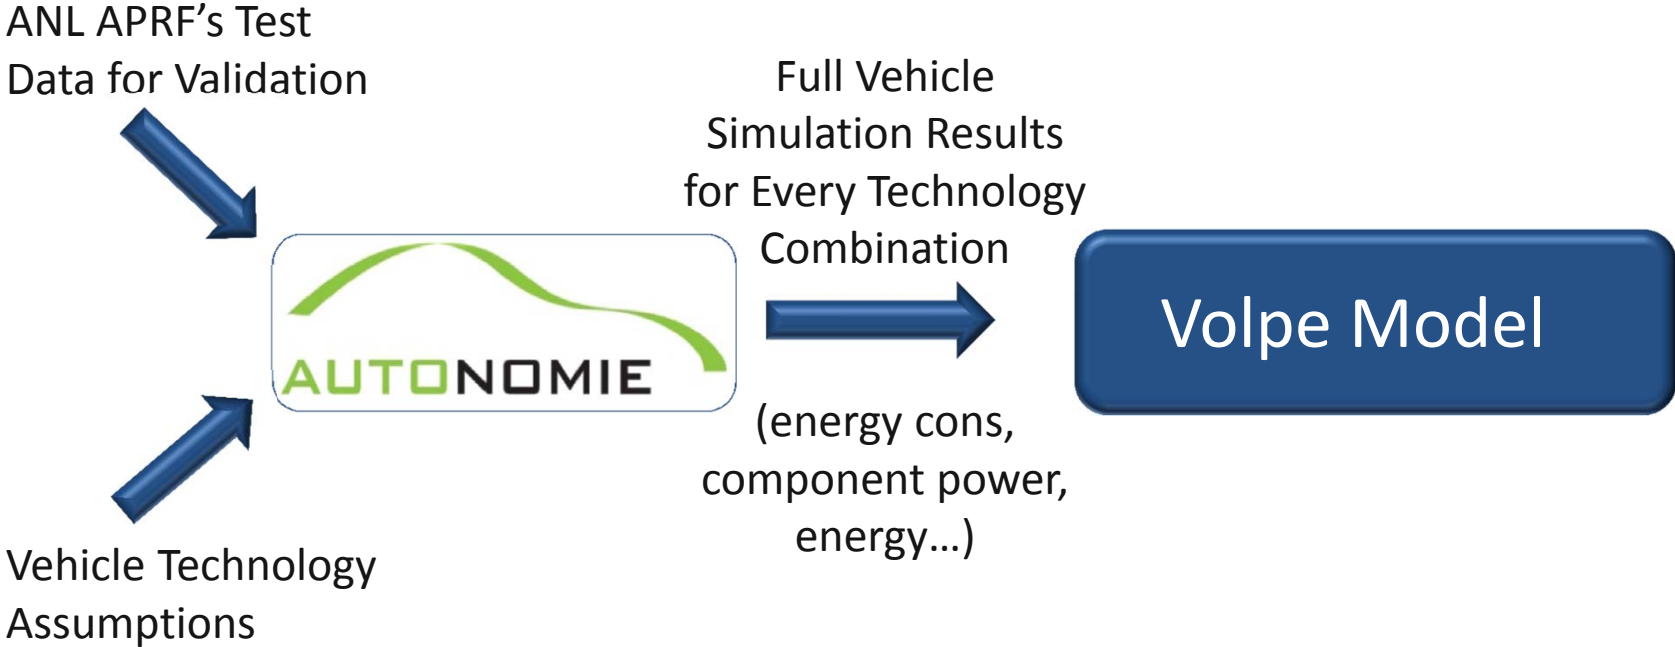 ANL APRF’s Test
Data for Validation
Full Vehicle
Simulation Results
for Every Technology
Combination
AUTONOMIE
Volpe Model
(energy cons,
component power,
energy…)
Vehicle Technology
Assumptions